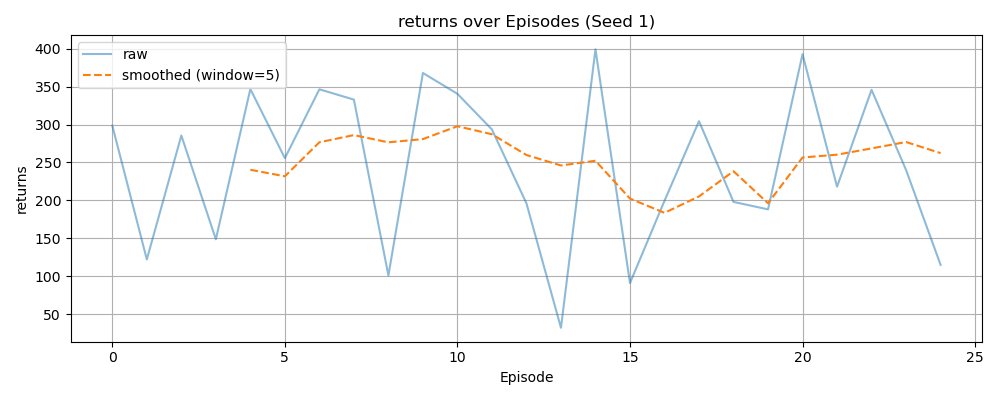 returns over Episodes (Seed 1)
raw
smoothed (window=5)
400
350
300
250
200
150
100
50
returns
0 5 10 15 20 25
Episode